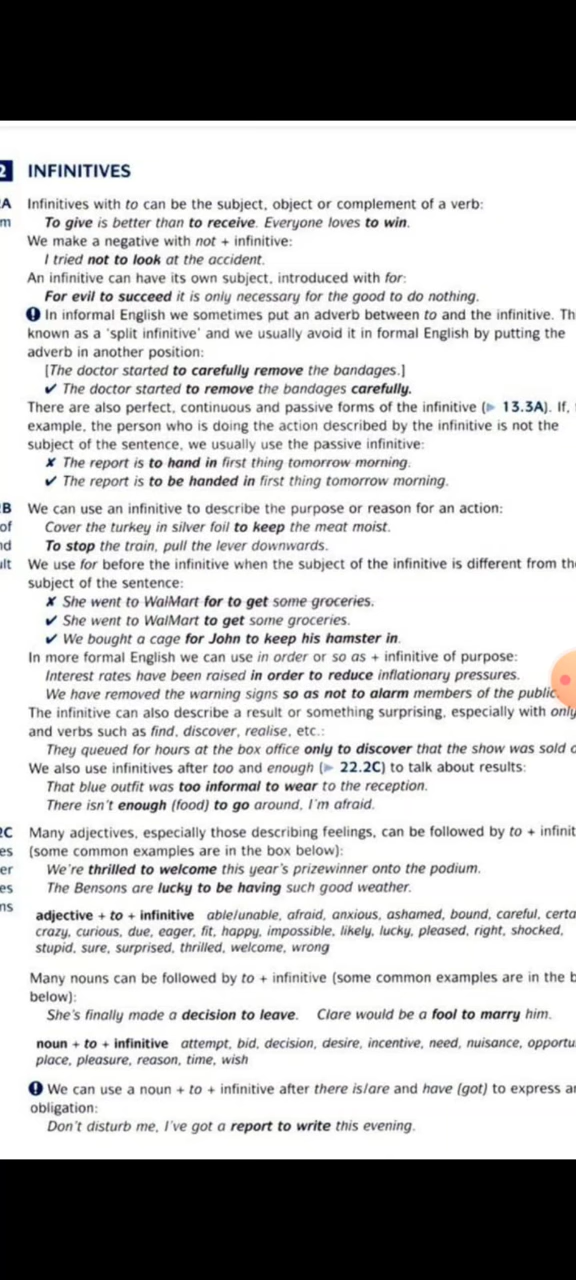 2 INFINITIVES
A Infinitives with to can be the subject, object or complement of a verb:
m To give is better than to receive. Everyone loves to win.
We make a negative with not + infinitive:
I tried not to look at the accident.
An infinitive can have its own subject, introduced with for:
For evil to succeed it is only necessary for the good to do nothing.
! In informal English we sometimes put an adverb between to and the infinitive. Th
known as a 'split infinitive' and we usually avoid it in formal English by putting the
adverb in another position:
[The doctor started to carefully remove the bandages.]
✔ The doctor started to remove the bandages carefully.
There are also perfect, continuous and passive forms of the infinitive (▶ 13.3A). If,
example, the person who is doing the action described by the infinitive is not the
subject of the sentence, we usually use the passive infinitive:
✘ The report is to hand in first thing tomorrow morning.
✔ The report is to be handed in first thing tomorrow morning.
B We can use an infinitive to describe the purpose or reason for an action:
of Cover the turkey in silver foil to keep the meat moist.
nd To stop the train, pull the lever downwards.
ult We use for before the infinitive when the subject of the infinitive is different from the
subject of the sentence:
✘ She went to WalMart for to get some groceries.
✔ She went to WalMart to get some groceries.
✔ We bought a cage for John to keep his hamster in.
In more formal English we can use in order or so as + infinitive of purpose:
Interest rates have been raised in order to reduce inflationary pressures.
We have removed the warning signs so as not to alarm members of the public.
The infinitive can also describe a result or something surprising, especially with only
and verbs such as find, discover, realise, etc.:
They queued for hours at the box office only to discover that the show was sold o
We also use infinitives after too and enough (▶ 22.2C) to talk about results:
That blue outfit was too informal to wear to the reception.
There isn't enough (food) to go around, I'm afraid.
2C Many adjectives, especially those describing feelings, can be followed by to + infinit
es (some common examples are in the box below):
er We're thrilled to welcome this year's prizewinner onto the podium.
es The Bensons are lucky to be having such good weather.
ns
adjective + to + infinitive able/unable, afraid, anxious, ashamed, bound, careful, certa
crazy, curious, due, eager, fit, happy, impossible, likely, lucky, pleased, right, shocked,
stupid, sure, surprised, thrilled, welcome, wrong
Many nouns can be followed by to + infinitive (some common examples are in the b
below):
She's finally made a decision to leave. Clare would be a fool to marry him.
noun + to + infinitive attempt, bid, decision, desire, incentive, need, nuisance, opportu
place, pleasure, reason, time, wish
! We can use a noun + to + infinitive after there is/are and have (got) to express a
obligation:
Don't disturb me, I've got a report to write this evening.